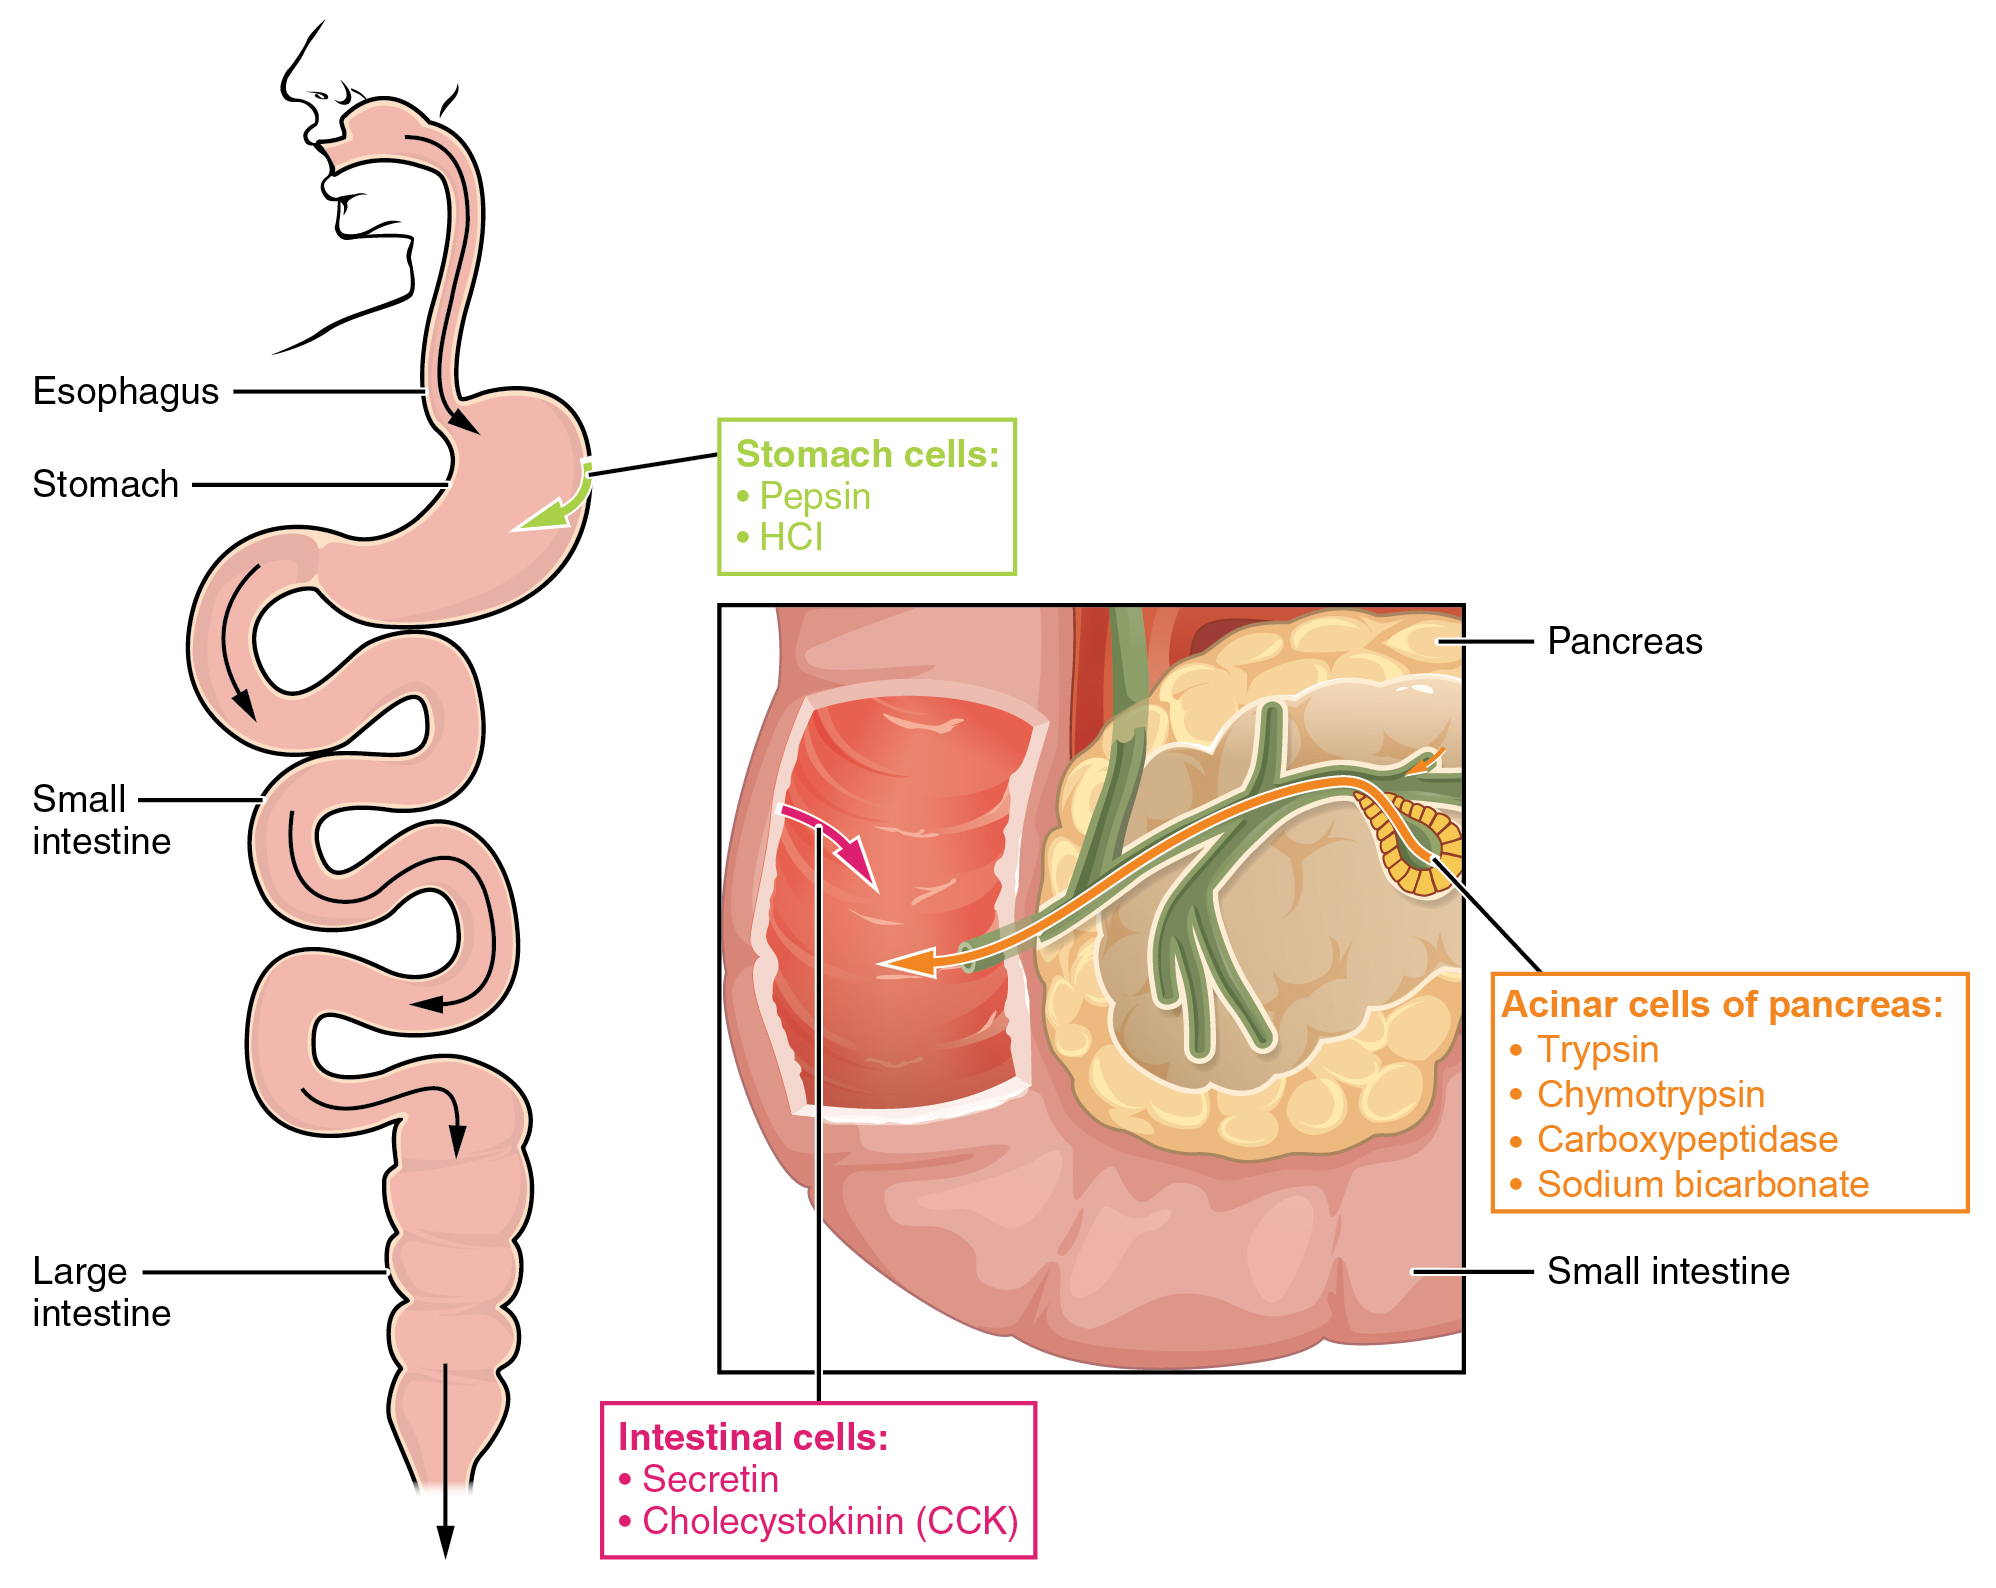 Esophagus
Stomach
Small
intestine
Large
intestine
Stomach cells:
• Pepsin
• HCl
Pancreas
Acinar cells of pancreas:
• Trypsin
• Chymotrypsin
• Carboxypeptidase
• Sodium bicarbonate
Small intestine
Intestinal cells:
• Secretin
• Cholecystokinin (CCK)